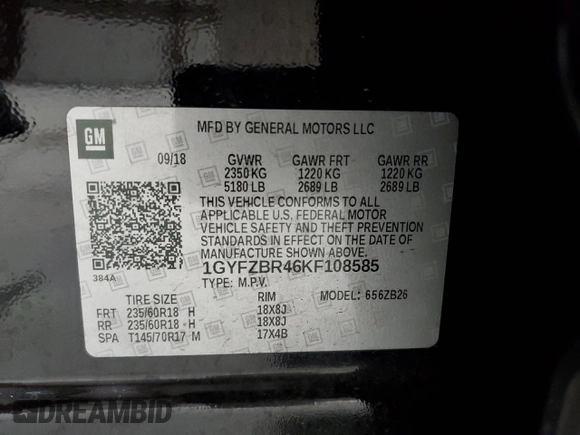 GM
MFD BY GENERAL MOTORS LLC
09/18 GVWR GAWR FRT GAWR RR
2350 KG 1220 KG 1220 KG
5180 LB 2689 LB 2689 LB
THIS VEHICLE CONFORMS TO ALL
APPLICABLE U.S. FEDERAL MOTOR
VEHICLE SAFETY AND THEFT PREVENTION
STANDARDS IN EFFECT ON THE DATE OF
MANUFACTURE SHOWN ABOVE.
384A 1GYFZBR46KF108585
TYPE: M.P.V. MODEL: 656ZB26
TIRE SIZE RIM
FRT 235/60R18 H 18X8J
RR 235/60R18 H 18X8J
SPA T145/70R17 M 17X4B
DREAMBID